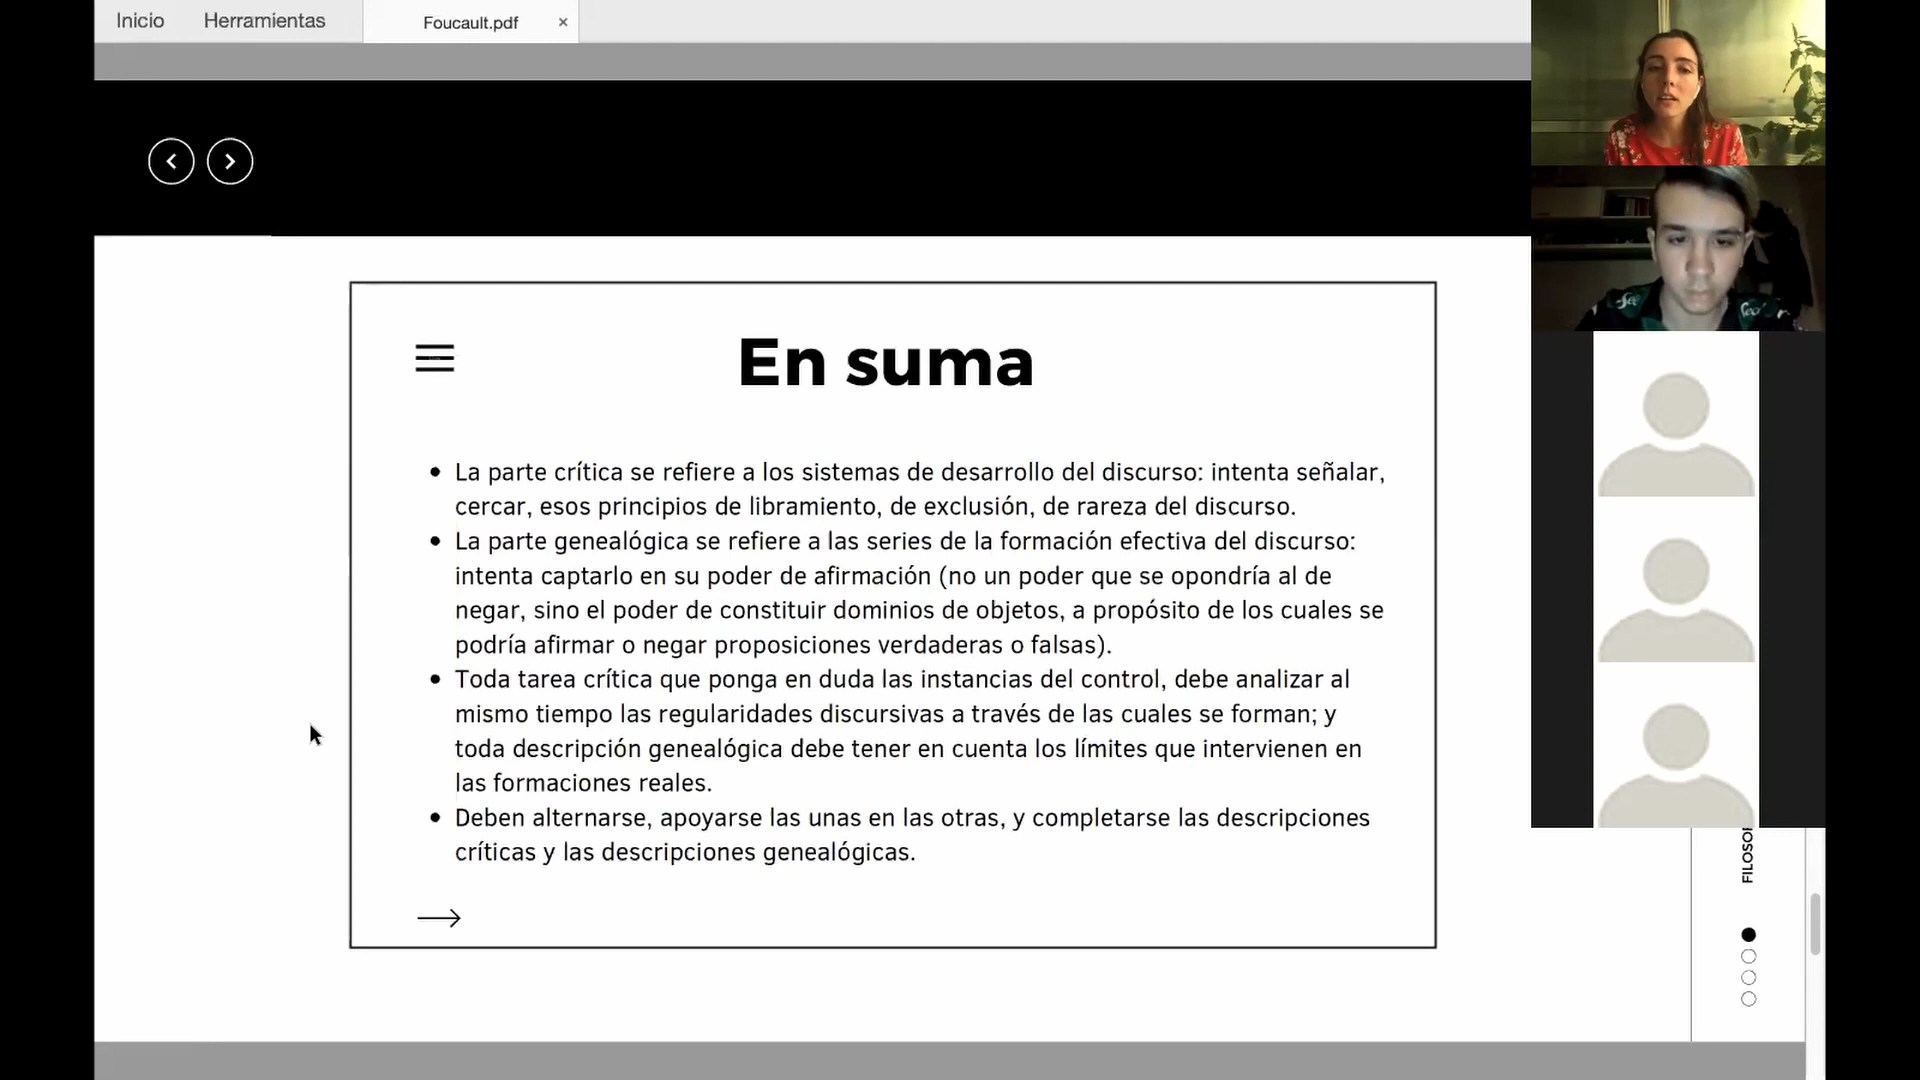 Inicio
Herramientas
Foucault.pdf
En suma
• La parte crítica se refiere a los sistemas de desarrollo del discurso: intenta señalar,
cercar, esos principios de libramiento, de exclusión, de rareza del discurso.
• La parte genealógica se refiere a las series de la formación efectiva del discurso:
intenta captarlo en su poder de afirmación (no un poder que se opondría al de
negar, sino el poder de constituir dominios de objetos, a propósito de los cuales se
podría afirmar o negar proposiciones verdaderas o falsas).
• Toda tarea crítica que ponga en duda las instancias del control, debe analizar al
mismo tiempo las regularidades discursivas a través de las cuales se forman; y
toda descripción genealógica debe tener en cuenta los límites que intervienen en
las formaciones reales.
• Deben alternarse, apoyarse las unas en las otras, y completarse las descripciones
críticas y las descripciones genealógicas.
FILOSOF